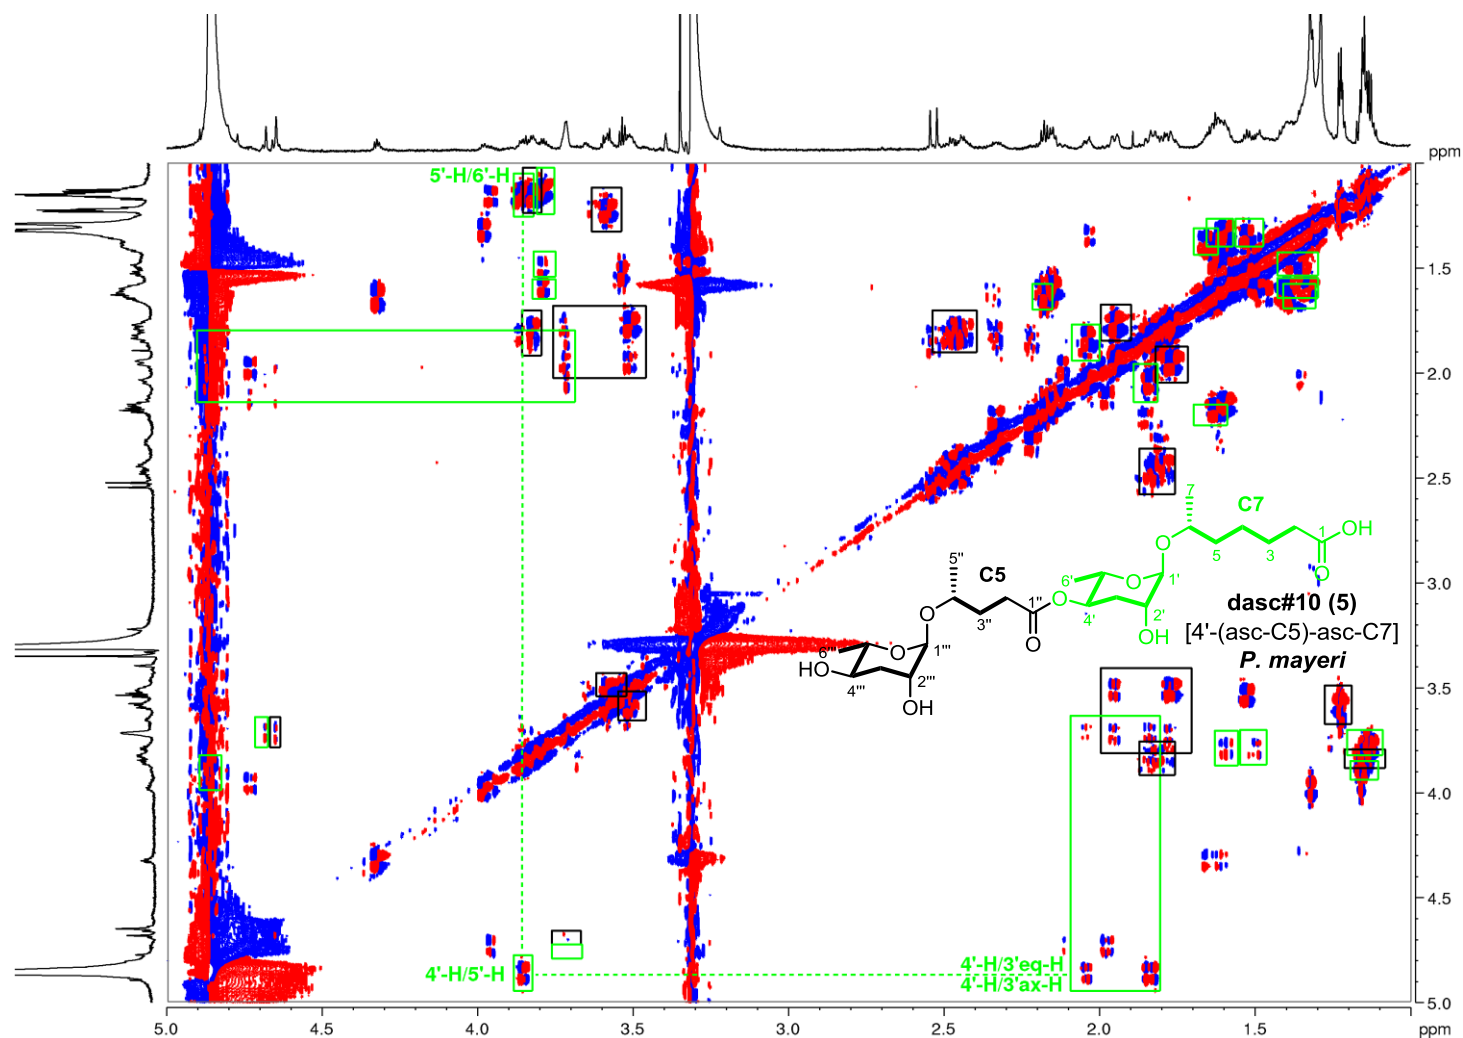 ppm
5'-H/6'-H
1.5
2.0
2.5
7
C7
1
OH
O
5
3
O
5"
C5
6'
O
1'
3.0
O
1"
O
4'
2'
dasc#10 (5)
3"
O
OH
[4'-(asc-C5)-asc-C7]
6'"
O
1'"
P. mayeri
HO
4'"
2'"
OH
3.5
4.0
4.5
4'-H/5'-H
4'-H/3'eq-H
4'-H/3'ax-H
5.0
5.0
4.5
4.0
3.5
3.0
2.5
2.0
1.5
ppm